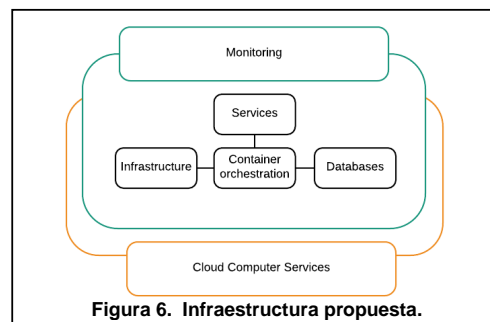 Monitoring
Services
Infrastructure
Container
orchestration
Databases
Cloud Computer Services
Figura 6. Infraestructura propuesta.